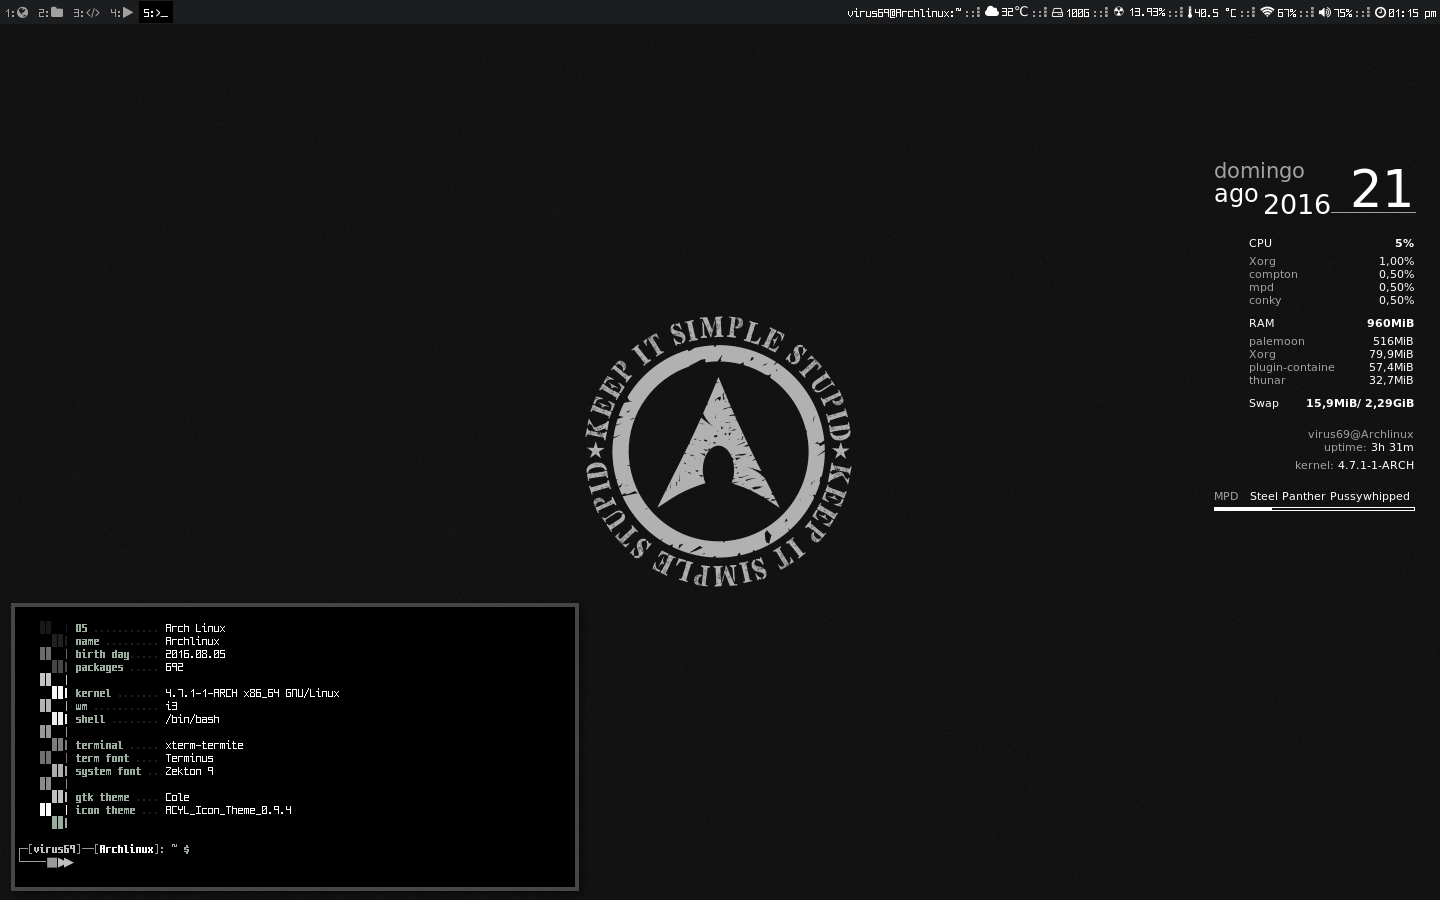 1: 2: 3:</> 4: 5:>_
virus69@Archlinux:~ ::: 32°C ::: 100G ::: 13.93% ::: 40.5 °C ::: 67% ::: 75% ::: 01:15 pm
domingo
ago 2016 21
CPU 5%
Xorg 1,00%
compton 0,50%
mpd 0,50%
conky 0,50%
RAM 960MiB
palemoon 516MiB
Xorg 79,9MiB
plugin-containe 57,4MiB
thunar 32,7MiB
Swap 15,9MiB/ 2,29GiB
virus69@Archlinux
uptime: 3h 31m
kernel: 4.7.1-1-ARCH
MPD Steel Panther Pussywhipped
★KEEP IT SIMPLE STUPID★KEEP IT SIMPLE STUPID
OS ........... Arch Linux
name ......... Archlinux
birth day ..... 2016.08.05
packages ..... 692
kernel ....... 4.7.1-1-ARCH x86_64 GNU/Linux
wm ............ i3
shell ......... /bin/bash
terminal ..... xterm-termite
term font .... Terminus
system font .. Zekton 9
gtk theme .... Cole
icon theme ... ACYL_Icon_Theme_0.9.4
[virus69]—[Archlinux]: ~ $